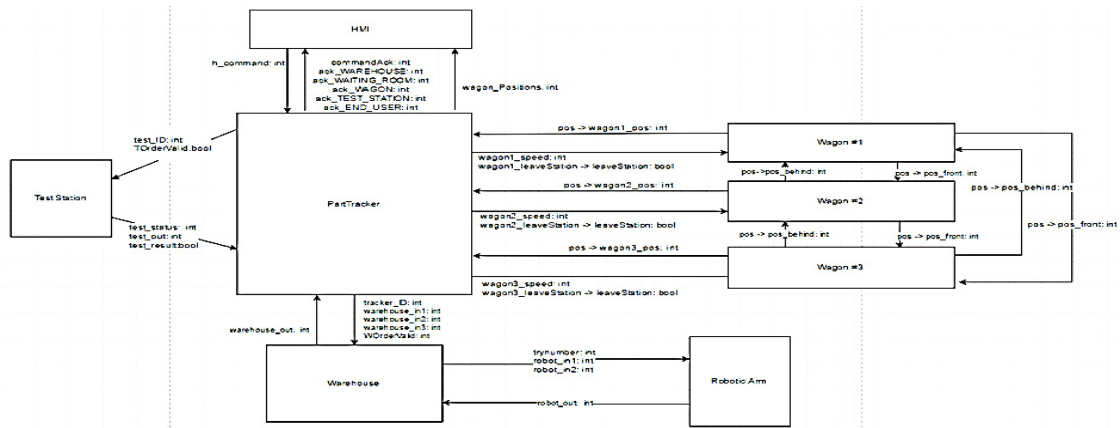 HMI
h_command: int
commandAck: int
ack_WAREHOUSE: int
ack_WAITING_ROOM: int
ack_WAGON: int
ack_TEST_STATION: int
ack_END_USER: int
wagon_Positions: int
test_ID: int
TOrderValid:bool
Test Station
test_status: int
test_out: int
test_result:bool
PartTracker
pos -> wagon1_pos: int
wagon1_speed: int
wagon1_leaveStation -> leaveStation: bool
pos -> wagon2_pos: int
wagon2_speed: int
wagon2_leaveStation -> leaveStation: bool
pos -> wagon3_pos: int
wagon3_speed: int
wagon3_leaveStation -> leaveStation: bool
Wagon #1
pos->pos_behind: int
pos -> pos_front: int
Wagon #2
pos -> pos_behind: int
pos -> pos_front: int
Wagon #3
pos -> pos_behind: int
pos -> pos_front: int
warehouse_out: int
tracker_ID: int
warehouse_in1: int
warehouse_in2: int
warehouse_in3: int
WOrderValid: int
Warehouse
trynumber: int
robot_in1: int
robot_in2: int
robot_out: int
Robotic Arm